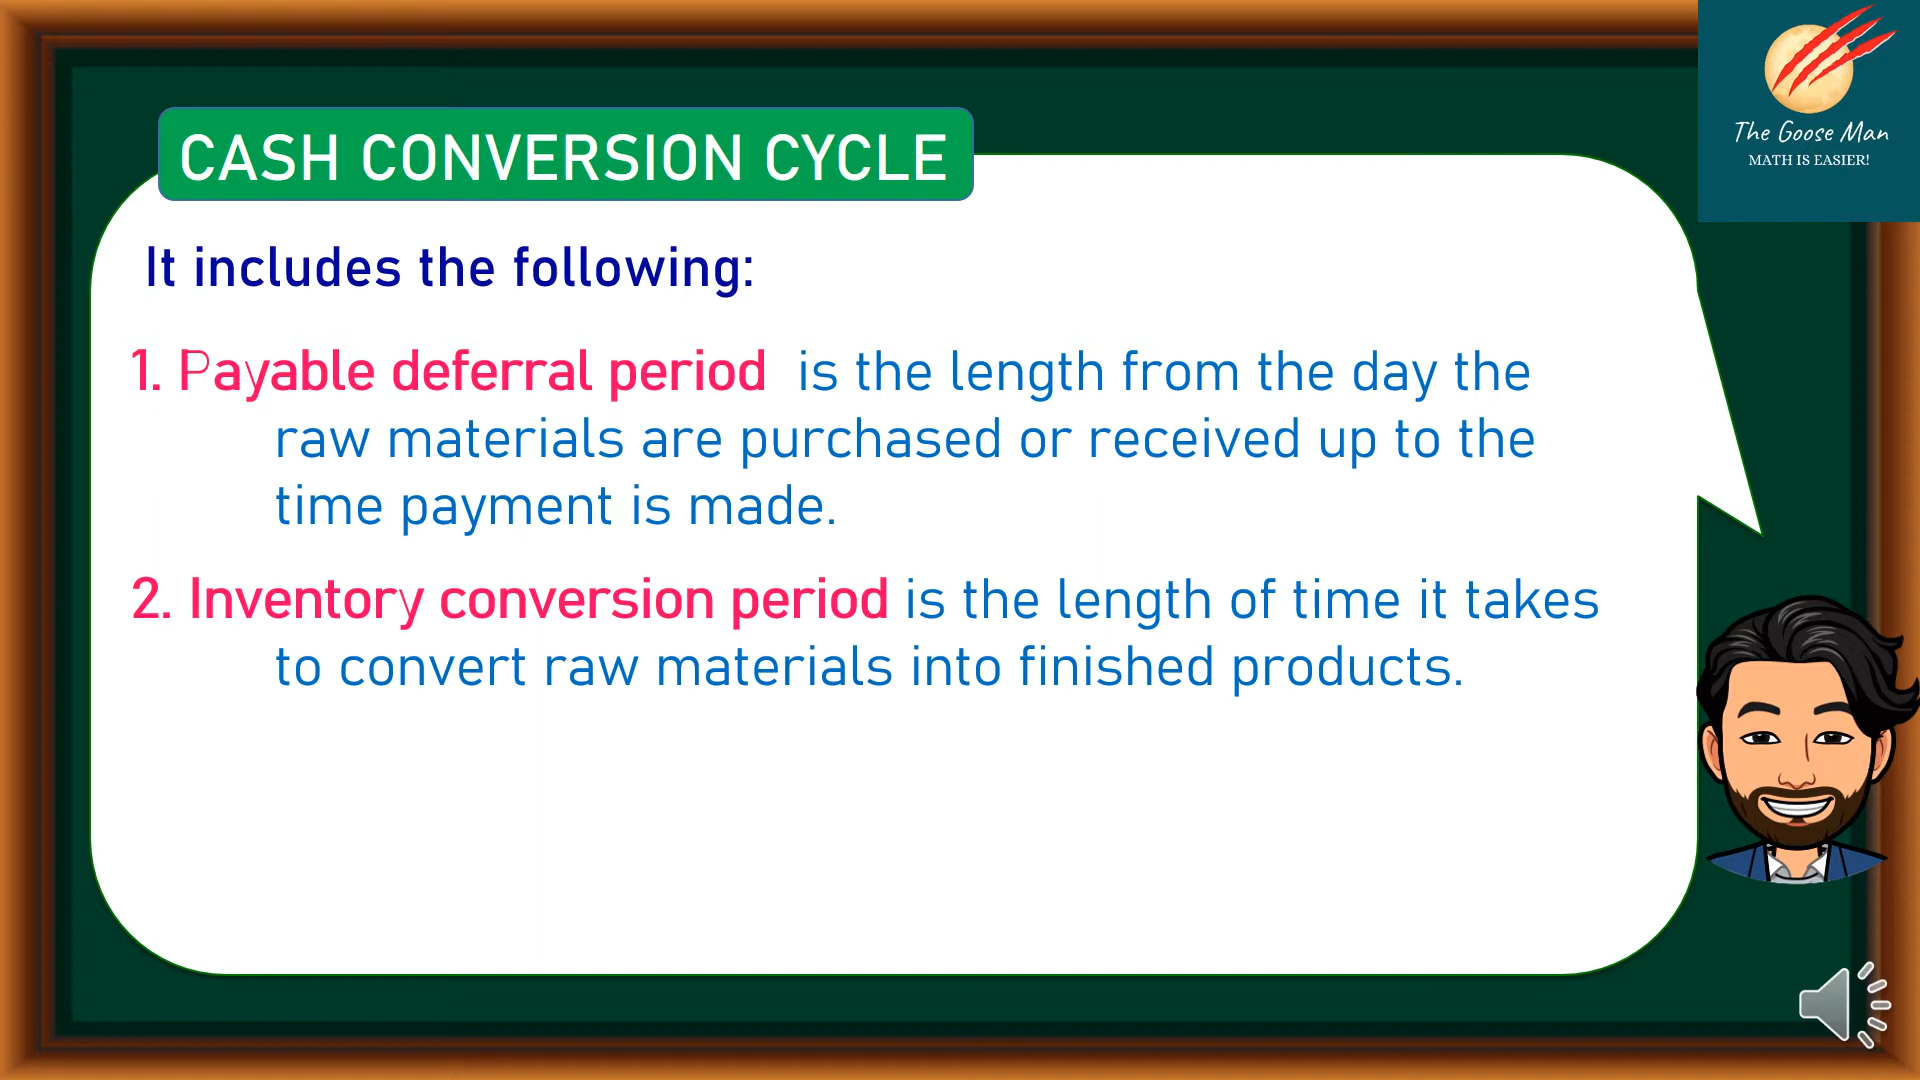 The Goose Man
MATH IS EASIER!
CASH CONVERSION CYCLE
It includes the following:
1. Payable deferral period is the length from the day the
raw materials are purchased or received up to the
time payment is made.
2. Inventory conversion period is the length of time it takes
to convert raw materials into finished products.